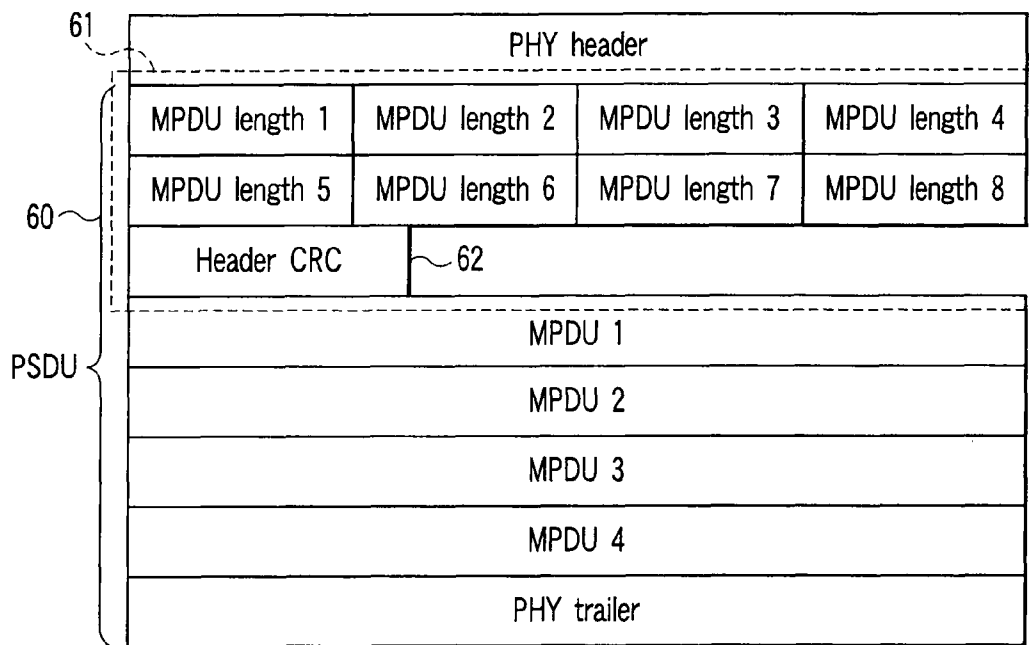 61
PHY header
MPDU length 1 MPDU length 2 MPDU length 3 MPDU length 4
60
MPDU length 5 MPDU length 6 MPDU length 7 MPDU length 8
Header CRC 62
MPDU 1
PSDU
MPDU 2
MPDU 3
MPDU 4
PHY trailer